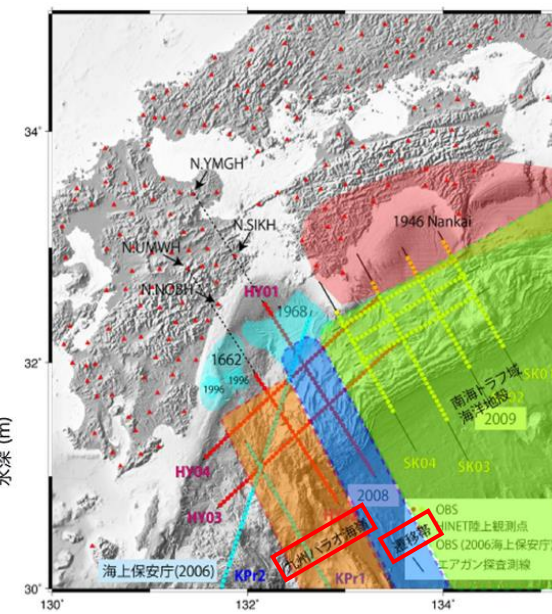 34˚
N.YMGH
N.SIKH
1946 Nankai
N.UMWH
N.NOBH
HY01
1968
32˚
1662
1996
1996
南海トラフ域
海洋地殻
2009
水深 (m)
HY04
SK04
SK03
HY03
2008
OBS
HINET陸上観測点
九州パラオ海嶺
遷移帯
OBS (2006海上保安庁)
エアガン探査測線
海上保安庁(2006)
KPr2
KPr1
30˚
130˚
132˚
134˚